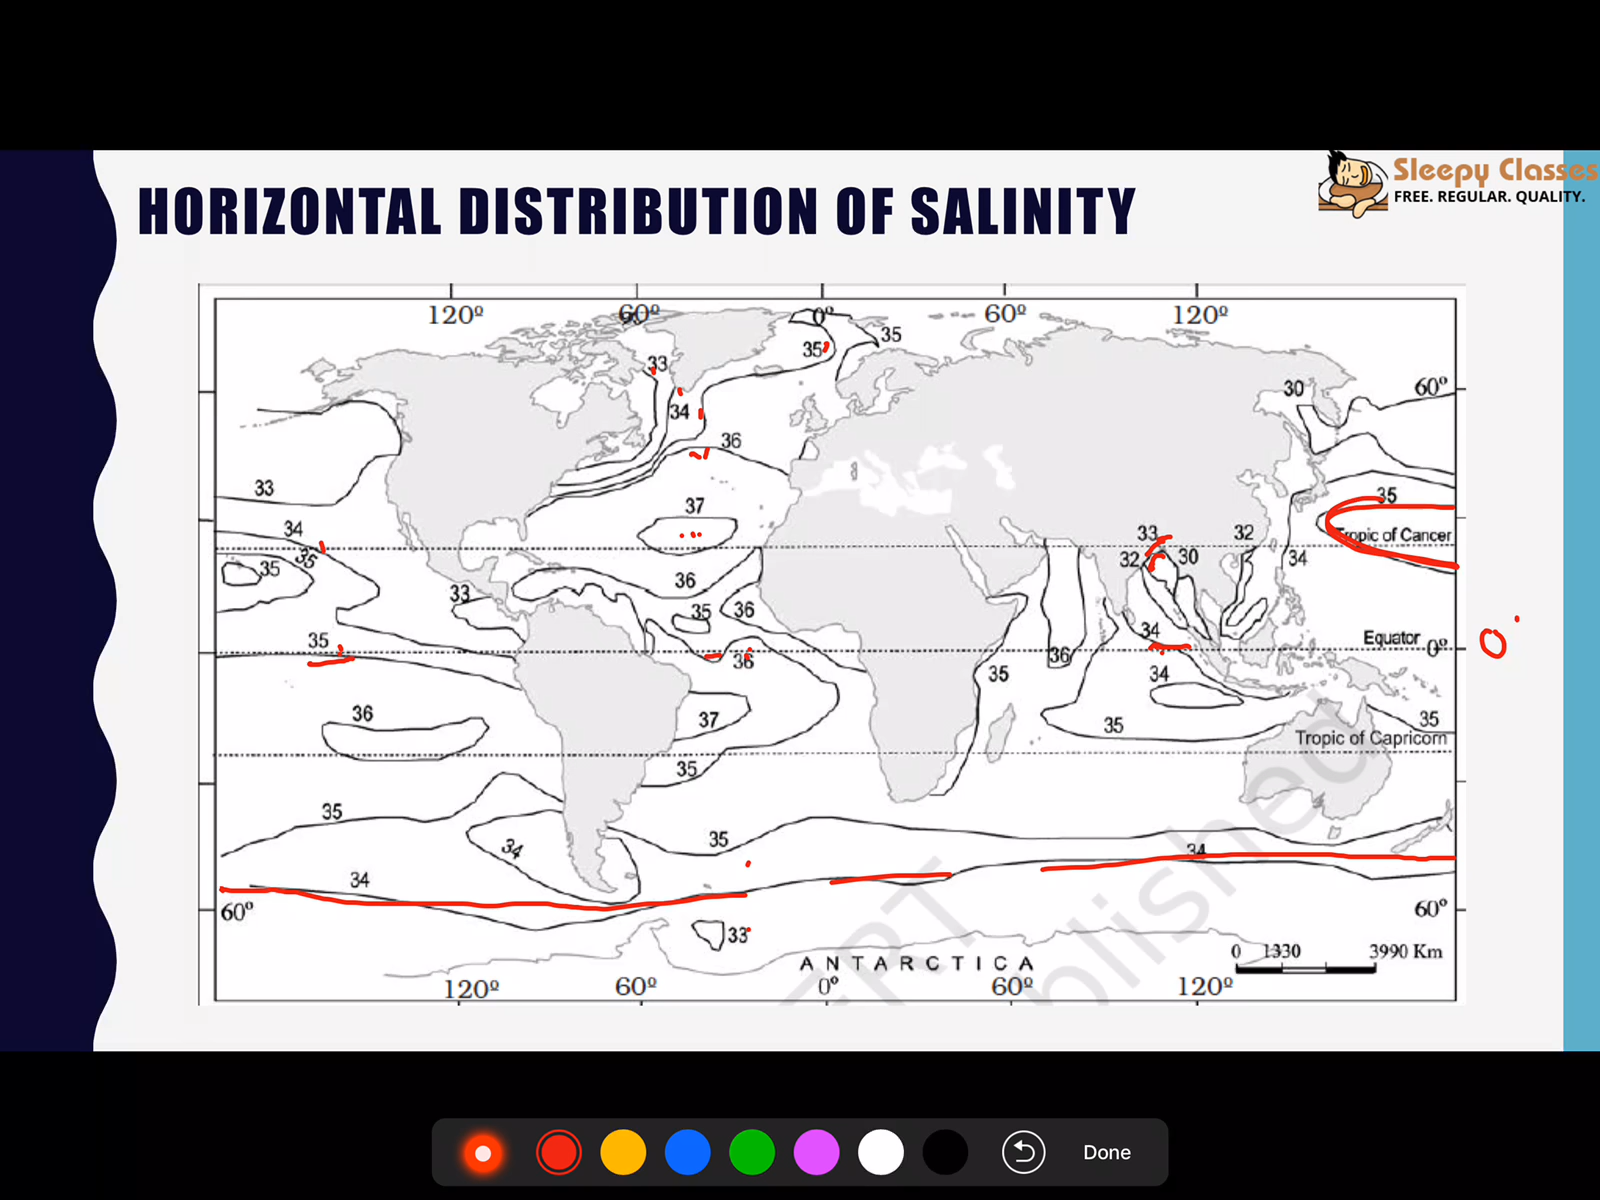 Sleepy Classes
FREE. REGULAR. QUALITY.
HORIZONTAL DISTRIBUTION OF SALINITY
120º 60º 0º 60º 120º
35
35
33
30 60º
34
36
33
37
35
34
Tropic of Cancer
35
35
33 32
32 30
34
36
33
35 36
34
35
Equator 0º 0.
36
36
35
34
36
37
35
35
Tropic of Capricorn
35
35
34
35
34
34
60º 60º
33
0 1330 3990 Km
ANTARCTICA
120º 60º 0º 60º 120º
blished
Done